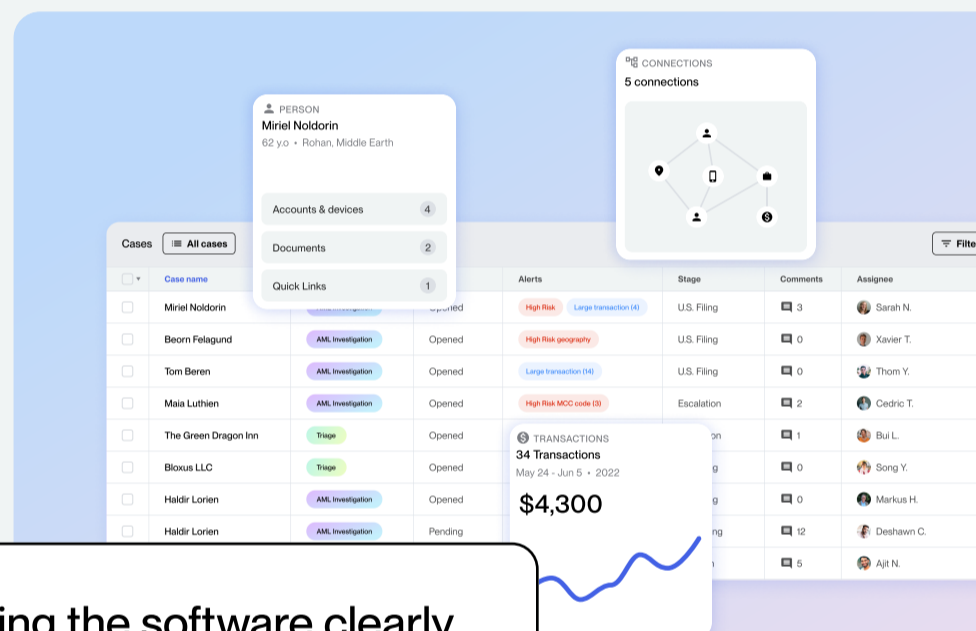 CONNECTIONS
5 connections
PERSON
Miriel Noldorin
62 y.o • Rohan, Middle Earth
Accounts & devices 4
Documents 2
Quick Links 1
Cases All cases
Case name Alerts Stage Comments Assignee
Miriel Noldorin Opened High Risk Large transaction (4) U.S. Filing 3 Sarah N.
Beorn Felagund AML Investigation Opened High Risk geography U.S. Filing 0 Xavier T.
Tom Beren AML Investigation Opened Large transaction (14) U.S. Filing 0 Thom Y.
Maia Luthien AML Investigation Opened High Risk MCC code (3) Escalation 2 Cedric T.
The Green Dragon Inn Triage Opened 1 Bui L.
Bloxus LLC Triage Opened 0 Song Y.
Haldir Lorien AML Investigation Opened 0 Markus H.
Haldir Lorien AML Investigation Pending 12 Deshawn C.
5 Ajit N.
TRANSACTIONS
34 Transactions
May 24 - Jun 5 • 2022
$4,300
the software clearly